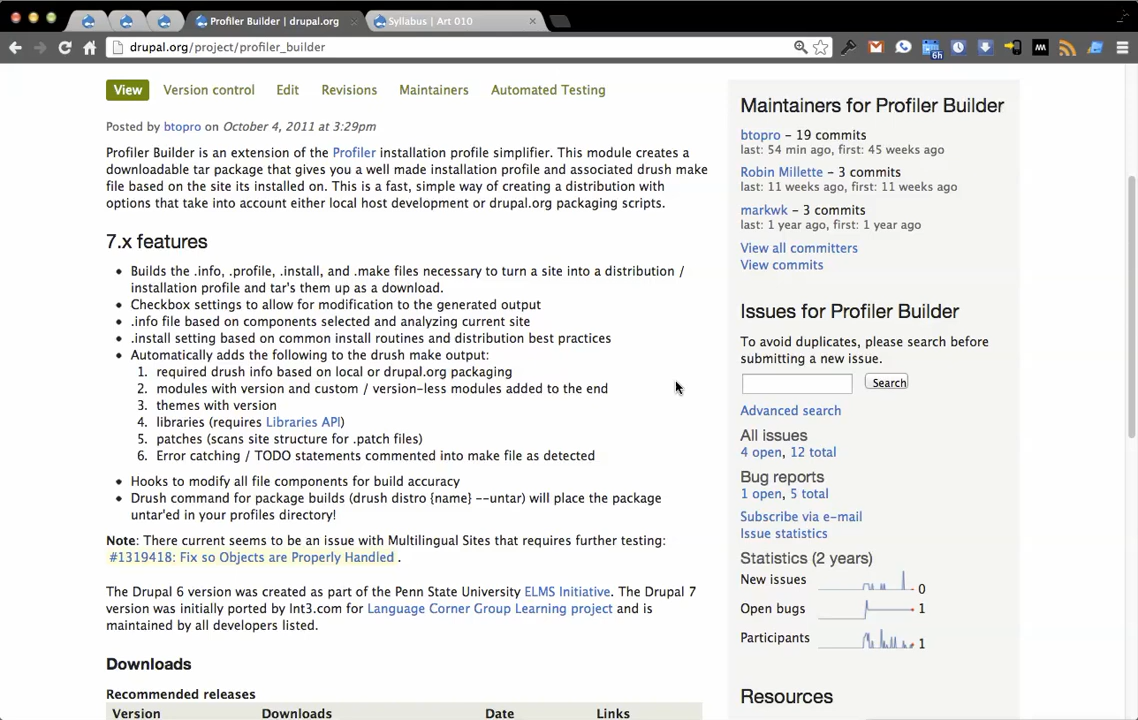 Profiler Builder | drupal.org
Syllabus | Art 010
drupal.org/project/profiler_builder
6h
View Version control Edit Revisions Maintainers Automated Testing
Posted by btopro on October 4, 2011 at 3:29pm
Profiler Builder is an extension of the Profiler installation profile simplifier. This module creates a
downloadable tar package that gives you a well made installation profile and associated drush make
file based on the site its installed on. This is a fast, simple way of creating a distribution with
options that take into account either local host development or drupal.org packaging scripts.
7.x features
Builds the .info, .profile, .install, and .make files necessary to turn a site into a distribution /
installation profile and tar's them up as a download.
Checkbox settings to allow for modification to the generated output
.info file based on components selected and analyzing current site
.install setting based on common install routines and distribution best practices
Automatically adds the following to the drush make output:
1. required drush info based on local or drupal.org packaging
2. modules with version and custom / version-less modules added to the end
3. themes with version
4. libraries (requires Libraries API)
5. patches (scans site structure for .patch files)
6. Error catching / TODO statements commented into make file as detected
Hooks to modify all file components for build accuracy
Drush command for package builds (drush distro {name} --untar) will place the package
untar'ed in your profiles directory!
Note: There current seems to be an issue with Multilingual Sites that requires further testing:
#1319418: Fix so Objects are Properly Handled .
The Drupal 6 version was created as part of the Penn State University ELMS Initiative. The Drupal 7
version was initially ported by Int3.com for Language Corner Group Learning project and is
maintained by all developers listed.
Downloads
Recommended releases
Version Downloads Date Links
Maintainers for Profiler Builder
btopro – 19 commits
last: 54 min ago, first: 45 weeks ago
Robin Millette – 3 commits
last: 11 weeks ago, first: 11 weeks ago
markwk – 3 commits
last: 1 year ago, first: 1 year ago
View all committers
View commits
Issues for Profiler Builder
To avoid duplicates, please search before
submitting a new issue.
Search
Advanced search
All issues
4 open, 12 total
Bug reports
1 open, 5 total
Subscribe via e-mail
Issue statistics
Statistics (2 years)
New issues 0
Open bugs 1
Participants 1
Resources